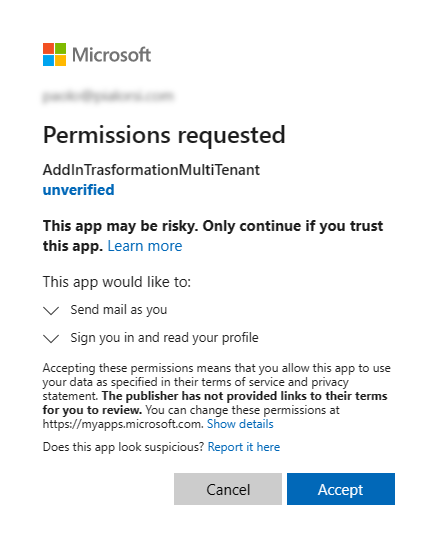 Microsoft
Permissions requested
AddInTrasformationMultiTenant
unverified
This app may be risky. Only continue if you trust
this app. Learn more
This app would like to:
Send mail as you
Sign you in and read your profile
Accepting these permissions means that you allow this app to use
your data as specified in their terms of service and privacy
statement. The publisher has not provided links to their terms
for you to review. You can change these permissions at
https://myapps.microsoft.com. Show details
Does this app look suspicious? Report it here
Cancel
Accept